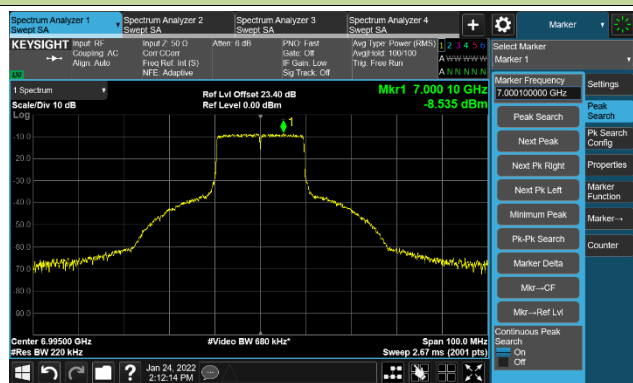 Spectrum Analyzer 1
Swept SA
Spectrum Analyzer 2
Swept SA
Spectrum Analyzer 3
Swept SA
Spectrum Analyzer 4
Swept SA
Marker
KEYSIGHT
Input: RF
Coupling: AC
Align: Auto
Input Z: 50 Ω
Corr CCorr
Freq Ref: Int (S)
NFE: Adaptive
Atten: 6 dB
PNO: Fast
Gate: Off
IF Gain: Low
Sig Track: Off
Avg Type: Power (RMS)
Avg|Hold: 100/100
Trig: Free Run
1 2 3 4 5 6
A W W W W W
A N N N N N
LXI
Select Marker
Marker 1
1 Spectrum
Scale/Div 10 dB
Log
Ref Lvl Offset 23.40 dB
Ref Level 0.00 dBm
Mkr1 7.000 10 GHz
-8.535 dBm
1
-10.0
-20.0
-30.0
-40.0
-50.0
-60.0
-70.0
-80.0
-90.0
Center 6.99500 GHz
#Res BW 220 kHz
#Video BW 680 kHz*
Span 100.0 MHz
Sweep 2.67 ms (2001 pts)
Marker Frequency
7.000100000 GHz
Peak Search
Next Peak
Next Pk Right
Next Pk Left
Minimum Peak
Pk-Pk Search
Marker Delta
Mkr→CF
Mkr→Ref Lvl
Continuous Peak
Search
On
Off
Settings
Peak
Search
Pk Search
Config
Properties
Marker
Function
Marker→
Counter
?
Jan 24, 2022
2:12:14 PM